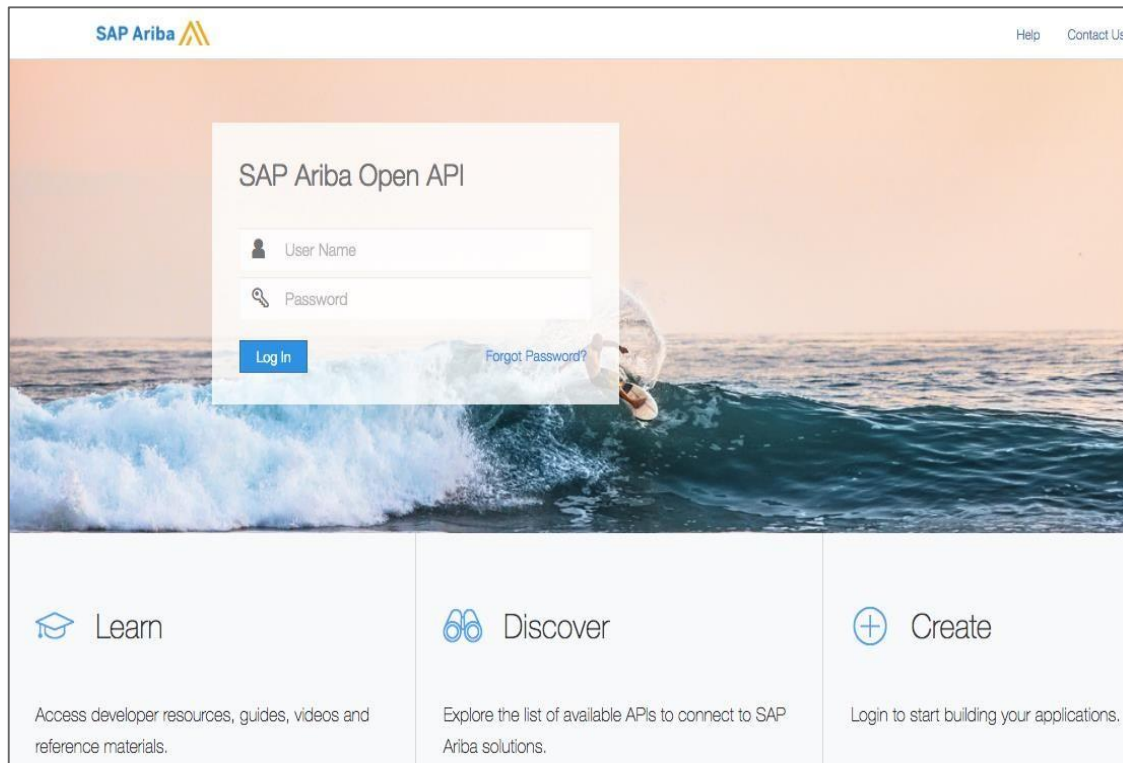 SAP Ariba
Help Contact Us
SAP Ariba Open API
User Name
Password
Log In Forgot Password?
Learn
Access developer resources, guides, videos and
reference materials.
Discover
Explore the list of available APIs to connect to SAP
Ariba solutions.
Create
Login to start building your applications.